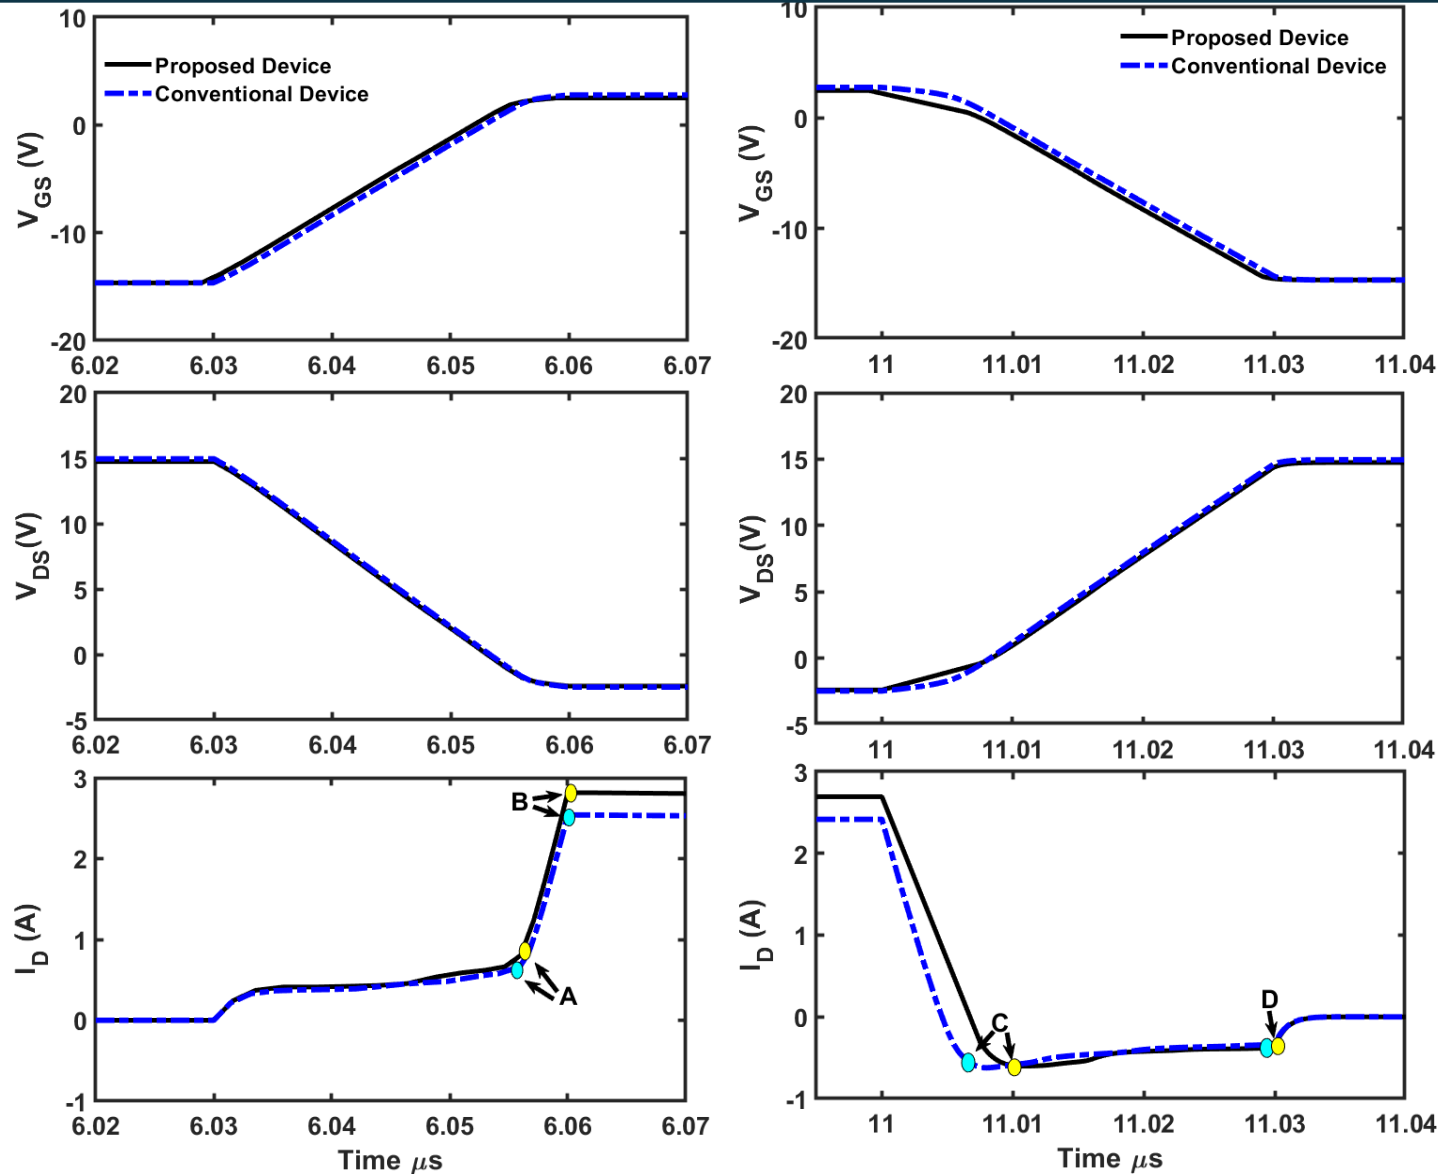 10
0
-10
-20
V_GS (V)
Proposed Device
Conventional Device
6.02 6.03 6.04 6.05 6.06 6.07
10
0
-10
-20
V_GS (V)
Proposed Device
Conventional Device
11 11.01 11.02 11.03 11.04
20
15
10
5
0
-5
V_DS(V)
6.02 6.03 6.04 6.05 6.06 6.07
20
15
10
5
0
-5
V_DS(V)
11 11.01 11.02 11.03 11.04
3
2
1
0
-1
I_D (A)
B
A
6.02 6.03 6.04 6.05 6.06 6.07
Time μs
3
2
1
0
-1
I_D (A)
C
D
11 11.01 11.02 11.03 11.04
Time μs